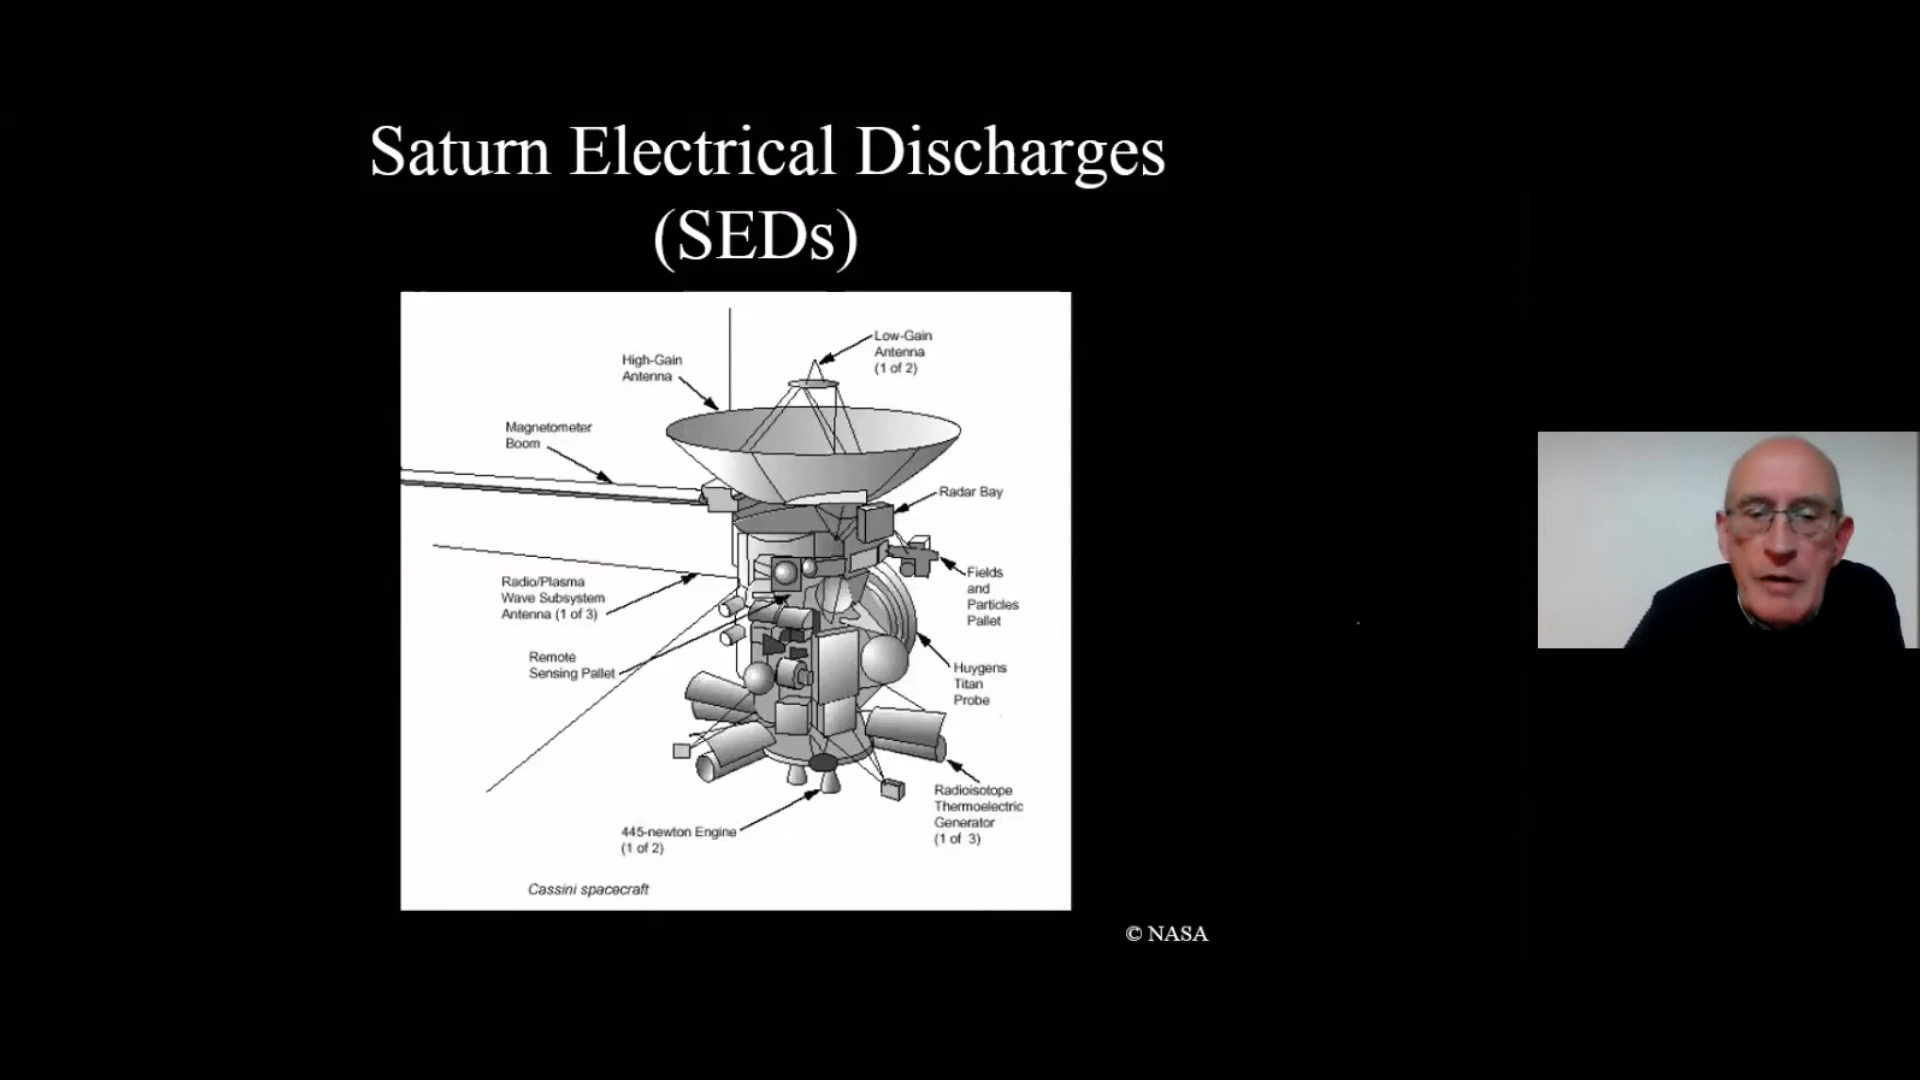 Saturn Electrical Discharges
(SEDs)
Low-Gain
Antenna
(1 of 2)
High-Gain
Antenna
Magnetometer
Boom
Radar Bay
Fields
and
Particles
Pallet
Radio/Plasma
Wave Subsystem
Antenna (1 of 3)
Remote
Sensing Pallet
Huygens
Titan
Probe
Radioisotope
Thermoelectric
Generator
(1 of 3)
445-newton Engine
(1 of 2)
Cassini spacecraft
© NASA